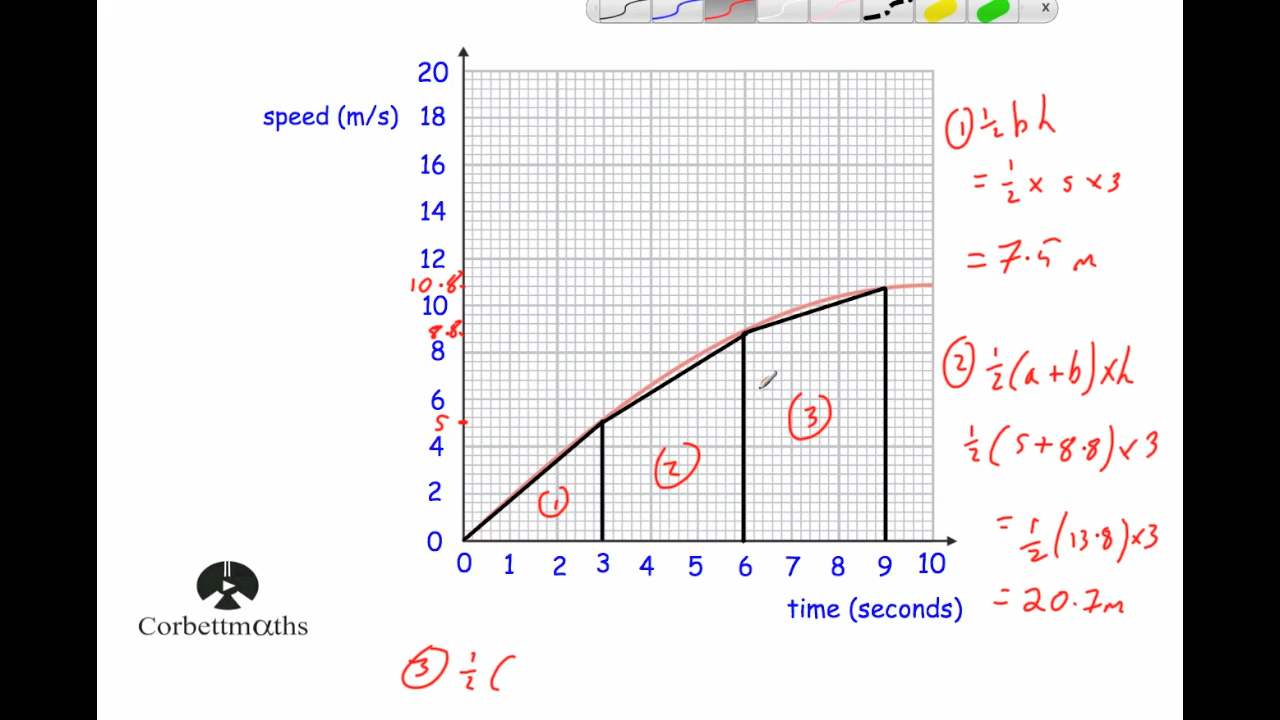 x
20
speed (m/s)
18
16
14
12
10.8
10
8.8
8
6
5
4
2
0
0 1 2 3 4 5 6 7 8 9 10
time (seconds)
① ② ③
① ½ b h
= ½ × 5 × 3
= 7.5 m
② ½(a + b) × h
½(5 + 8.8) × 3
= ½(13.8) × 3
= 20.7m
Corbettmαths
③ ½(